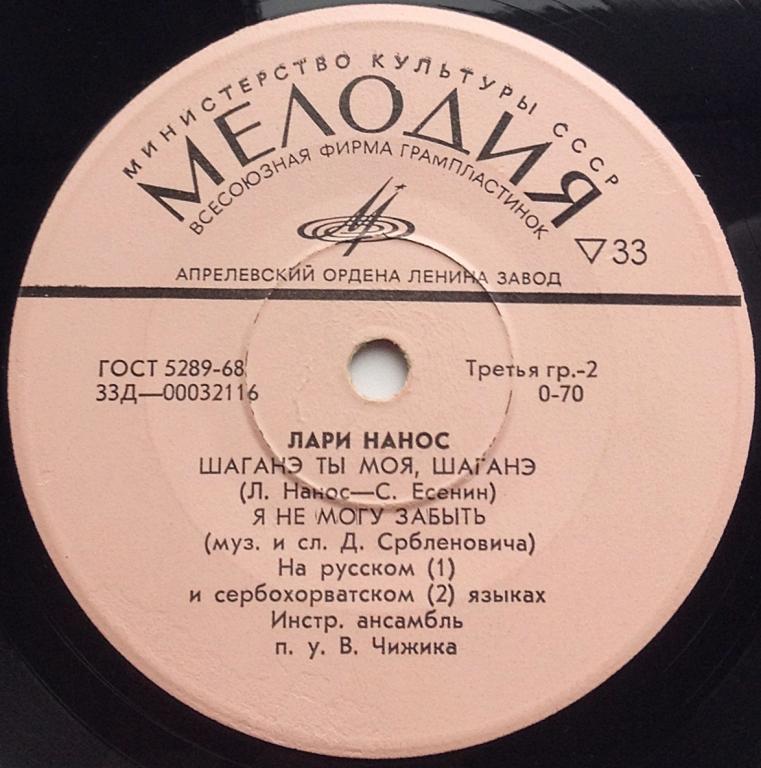 МИНИСТЕРСТВО КУЛЬТУРЫ СССР
МЕЛОДИЯ
ВСЕСОЮЗНАЯ ФИРМА ГРАМПЛАСТИНОК
▽33
АПРЕЛЕВСКИЙ ОРДЕНА ЛЕНИНА ЗАВОД
ГОСТ 5289-68 Третья гр.-2
33Д—00032116 0-70
ЛАРИ НАНОС
ШАГАНЭ ТЫ МОЯ, ШАГАНЭ
(Л. Нанос—С. Есенин)
Я НЕ МОГУ ЗАБЫТЬ
(муз. и сл. Д. Србленовича)
На русском (1)
и сербохорватском (2) языках
Инстр. ансамбль
п. у. В. Чижика